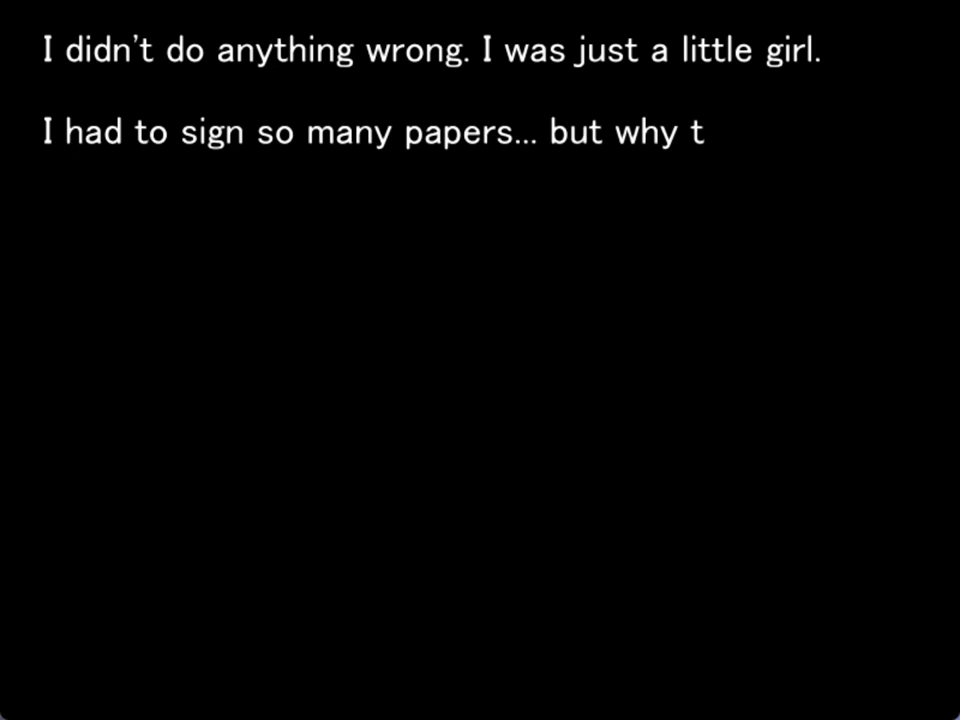 I didn't do anything wrong. I was just a little girl.
I had to sign so many papers... but why t